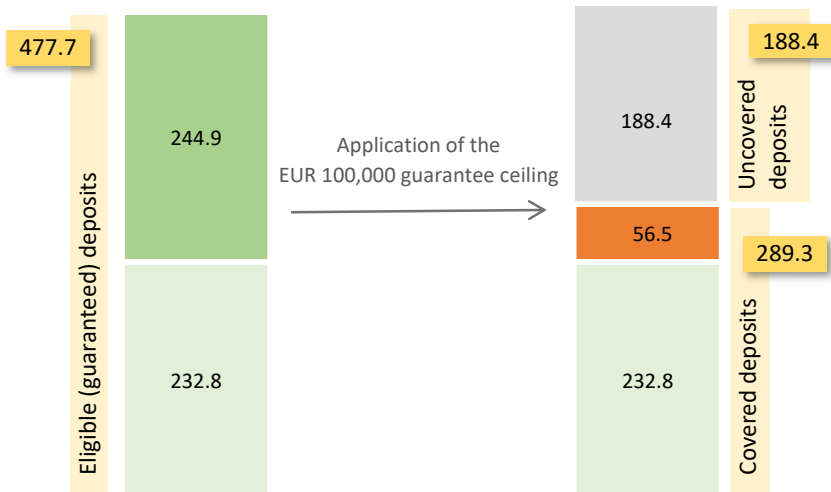 477.7
Eligible (guaranteed) deposits
244.9
232.8
Application of the
EUR 100,000 guarantee ceiling
188.4
56.5
232.8
188.4
Uncovered
deposits
289.3
Covered deposits